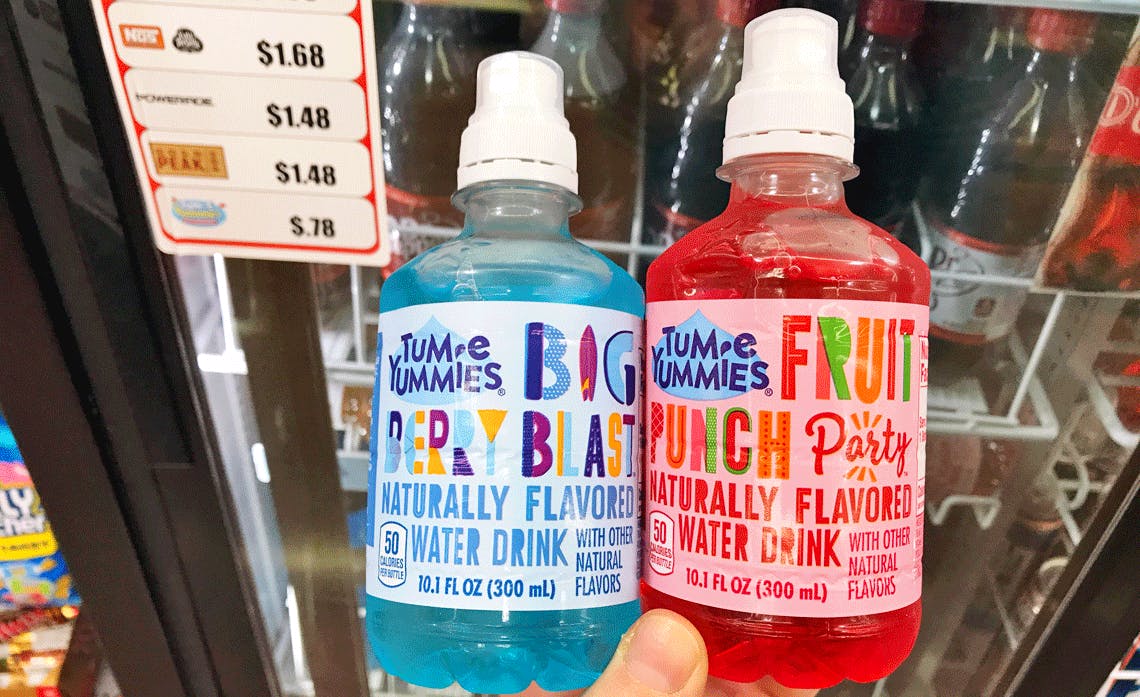 NOS
$1.68
POWERADE
$1.48
PEAK
$1.48
$.78
TUM·e
YUMMIES®
BIG
BERRY BLAST
NATURALLY FLAVORED
WATER DRINK
WITH OTHER
NATURAL
FLAVORS
50
CALORIES
PER BOTTLE
10.1 FL OZ (300 mL)
TUM·e
YUMMIES®
FRUIT
PUNCH Party
NATURALLY FLAVORED
WATER DRINK
WITH OTHER
NATURAL
FLAVORS
50
CALORIES
PER BOTTLE
10.1 FL OZ (300 mL)
Dr